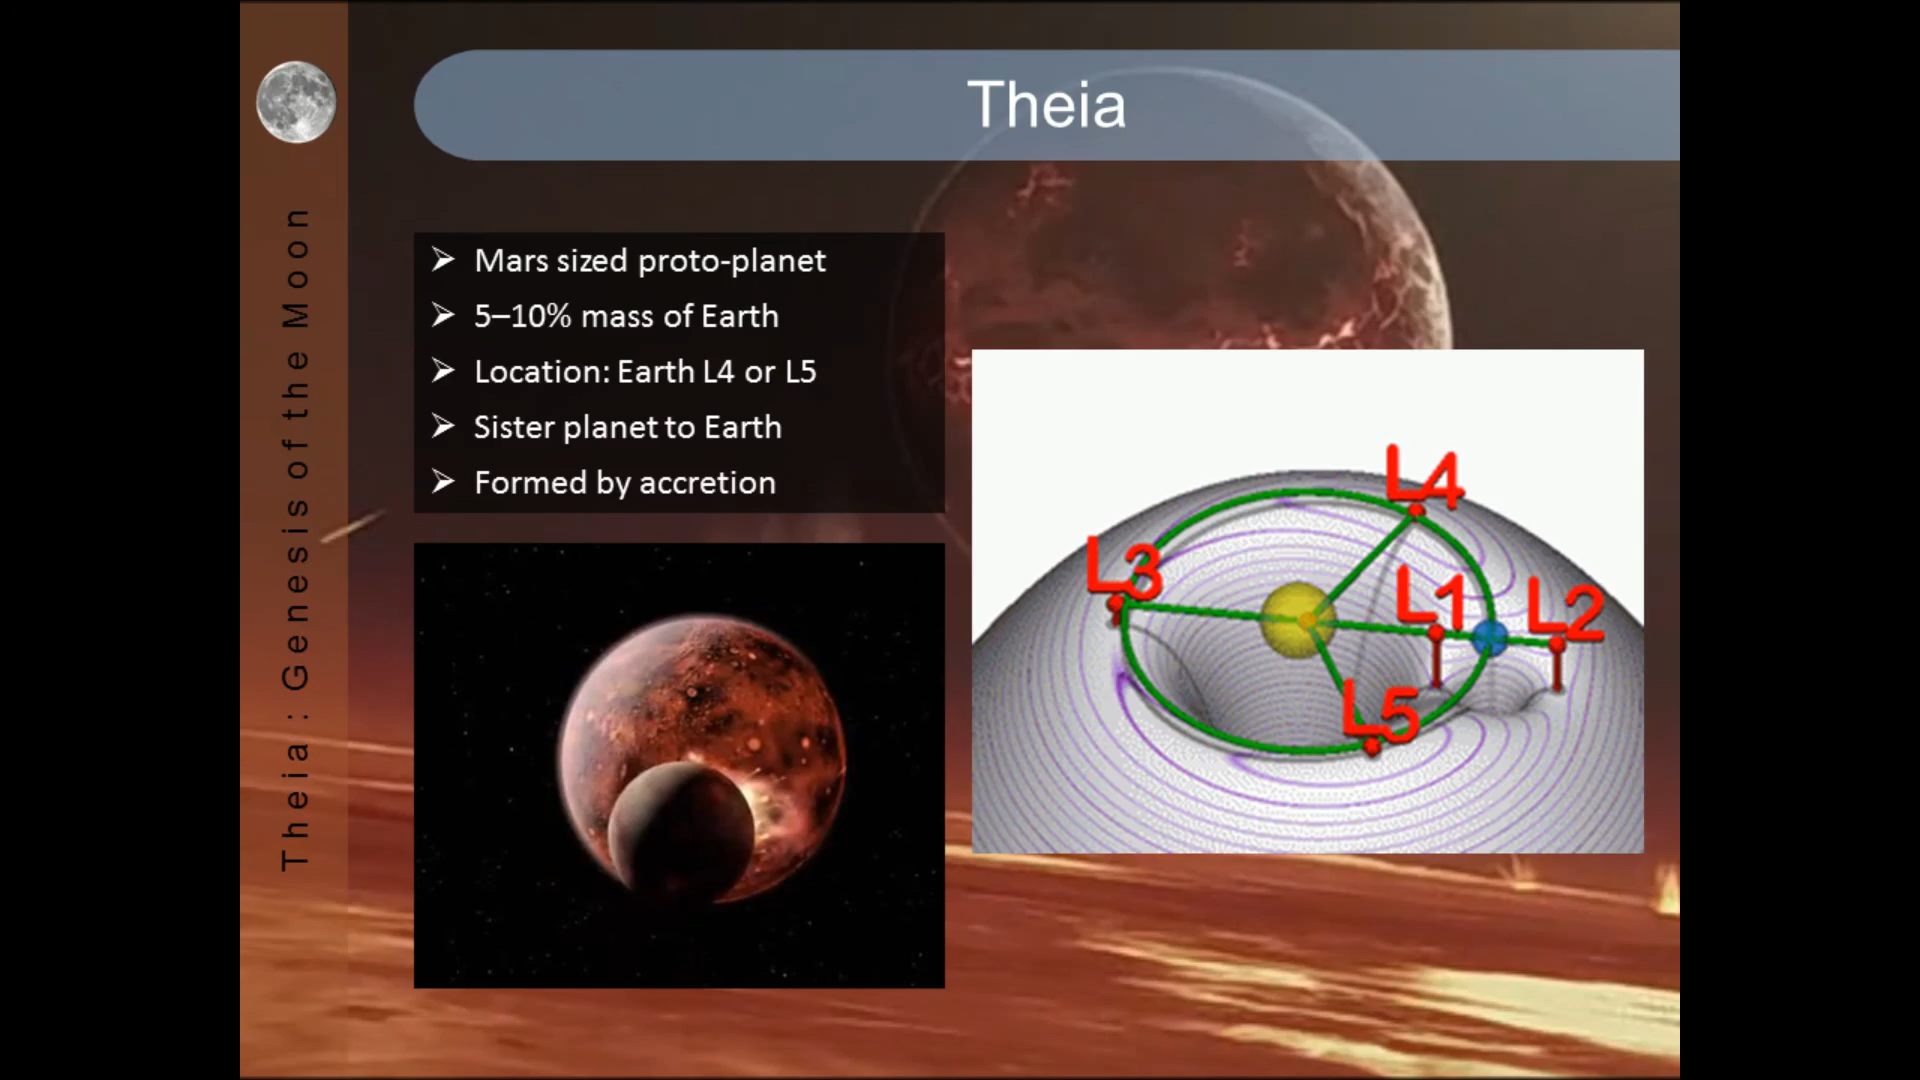 Theia
Theia : Genesis of the Moon
Mars sized proto-planet
5–10% mass of Earth
Location: Earth L4 or L5
Sister planet to Earth
Formed by accretion
L4
L3
L1
L2
L5